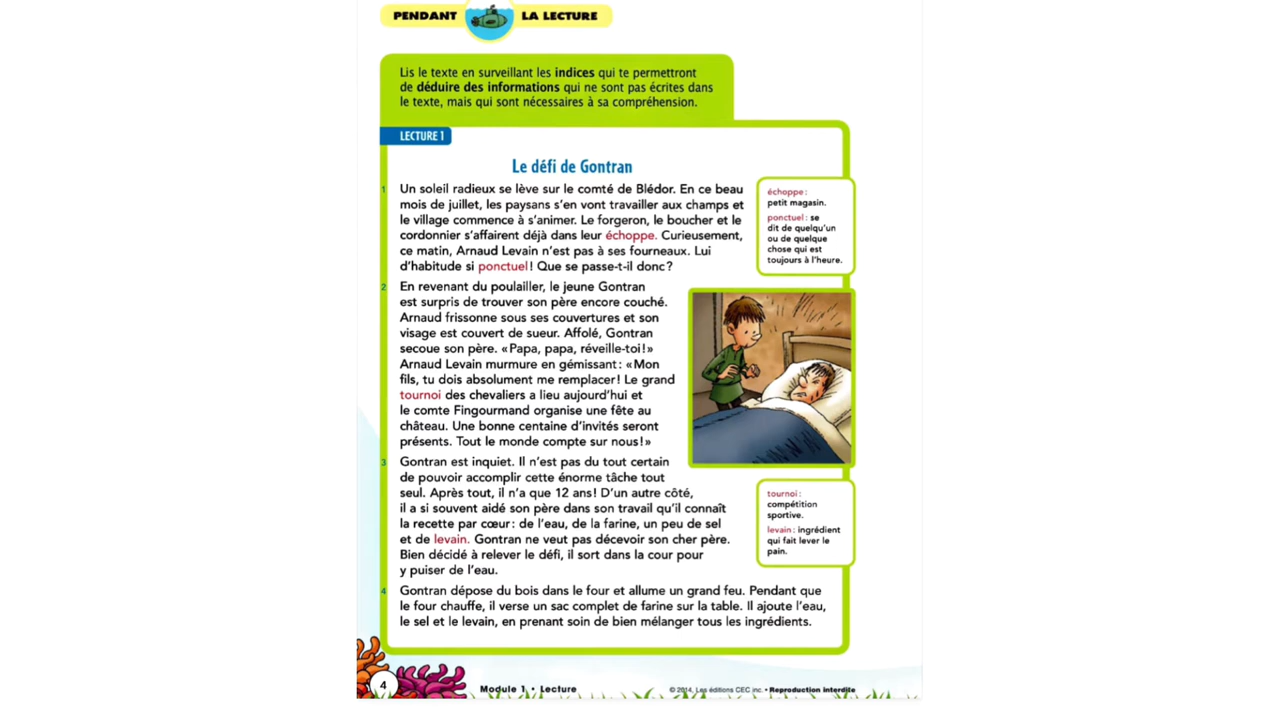 PENDANT LA LECTURE
Lis le texte en surveillant les indices qui te permettront
de déduire des informations qui ne sont pas écrites dans
le texte, mais qui sont nécessaires à sa compréhension.
LECTURE 1
Le défi de Gontran
1 Un soleil radieux se lève sur le comté de Blédor. En ce beau
mois de juillet, les paysans s'en vont travailler aux champs et
le village commence à s'animer. Le forgeron, le boucher et le
cordonnier s'affairent déjà dans leur échoppe. Curieusement,
ce matin, Arnaud Levain n'est pas à ses fourneaux. Lui
d'habitude si ponctuel! Que se passe-t-il donc?
échoppe :
petit magasin.
ponctuel : se
dit de quelqu'un
ou de quelque
chose qui est
toujours à l'heure.
2 En revenant du poulailler, le jeune Gontran
est surpris de trouver son père encore couché.
Arnaud frissonne sous ses couvertures et son
visage est couvert de sueur. Affolé, Gontran
secoue son père. «Papa, papa, réveille-toi!»
Arnaud Levain murmure en gémissant: «Mon
fils, tu dois absolument me remplacer! Le grand
tournoi des chevaliers a lieu aujourd'hui et
le comte Fingourmand organise une fête au
château. Une bonne centaine d'invités seront
présents. Tout le monde compte sur nous!»
3 Gontran est inquiet. Il n'est pas du tout certain
de pouvoir accomplir cette énorme tâche tout
seul. Après tout, il n'a que 12 ans! D'un autre côté,
il a si souvent aidé son père dans son travail qu'il connaît
la recette par cœur: de l'eau, de la farine, un peu de sel
et de levain. Gontran ne veut pas décevoir son cher père.
Bien décidé à relever le défi, il sort dans la cour pour
y puiser de l'eau.
tournoi :
compétition
sportive.
levain : ingrédient
qui fait lever le
pain.
4 Gontran dépose du bois dans le four et allume un grand feu. Pendant que
le four chauffe, il verse un sac complet de farine sur la table. Il ajoute l'eau,
le sel et le levain, en prenant soin de bien mélanger tous les ingrédients.
4 Module 1 • Lecture
© 2014, Les éditions CEC inc. • Reproduction interdite